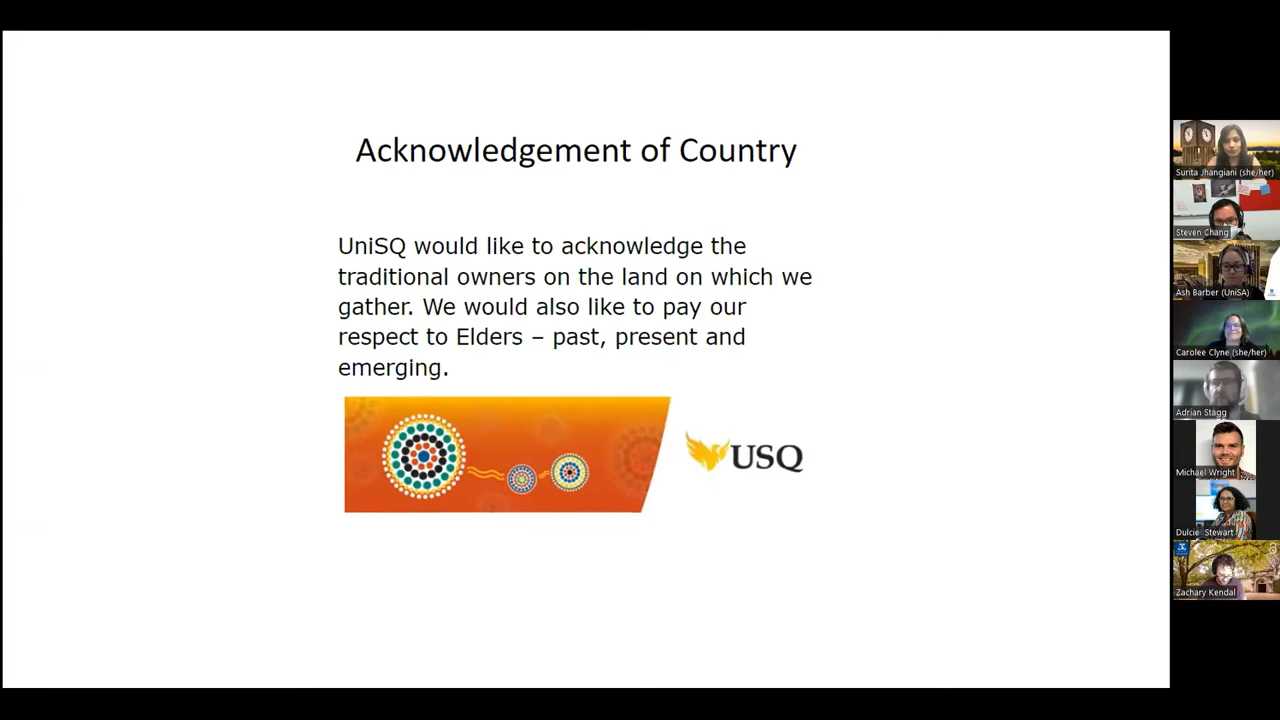 Acknowledgement of Country
UniSQ would like to acknowledge the
traditional owners on the land on which we
gather. We would also like to pay our
respect to Elders – past, present and
emerging.
USQ
Surita Jhangiani (she/her)
Steven Chang
Ash Barber (UniSA)
Carolee Clyne (she/her)
Adrian Stagg
Michael Wright
Dulcie Stewart
Zachary Kendal